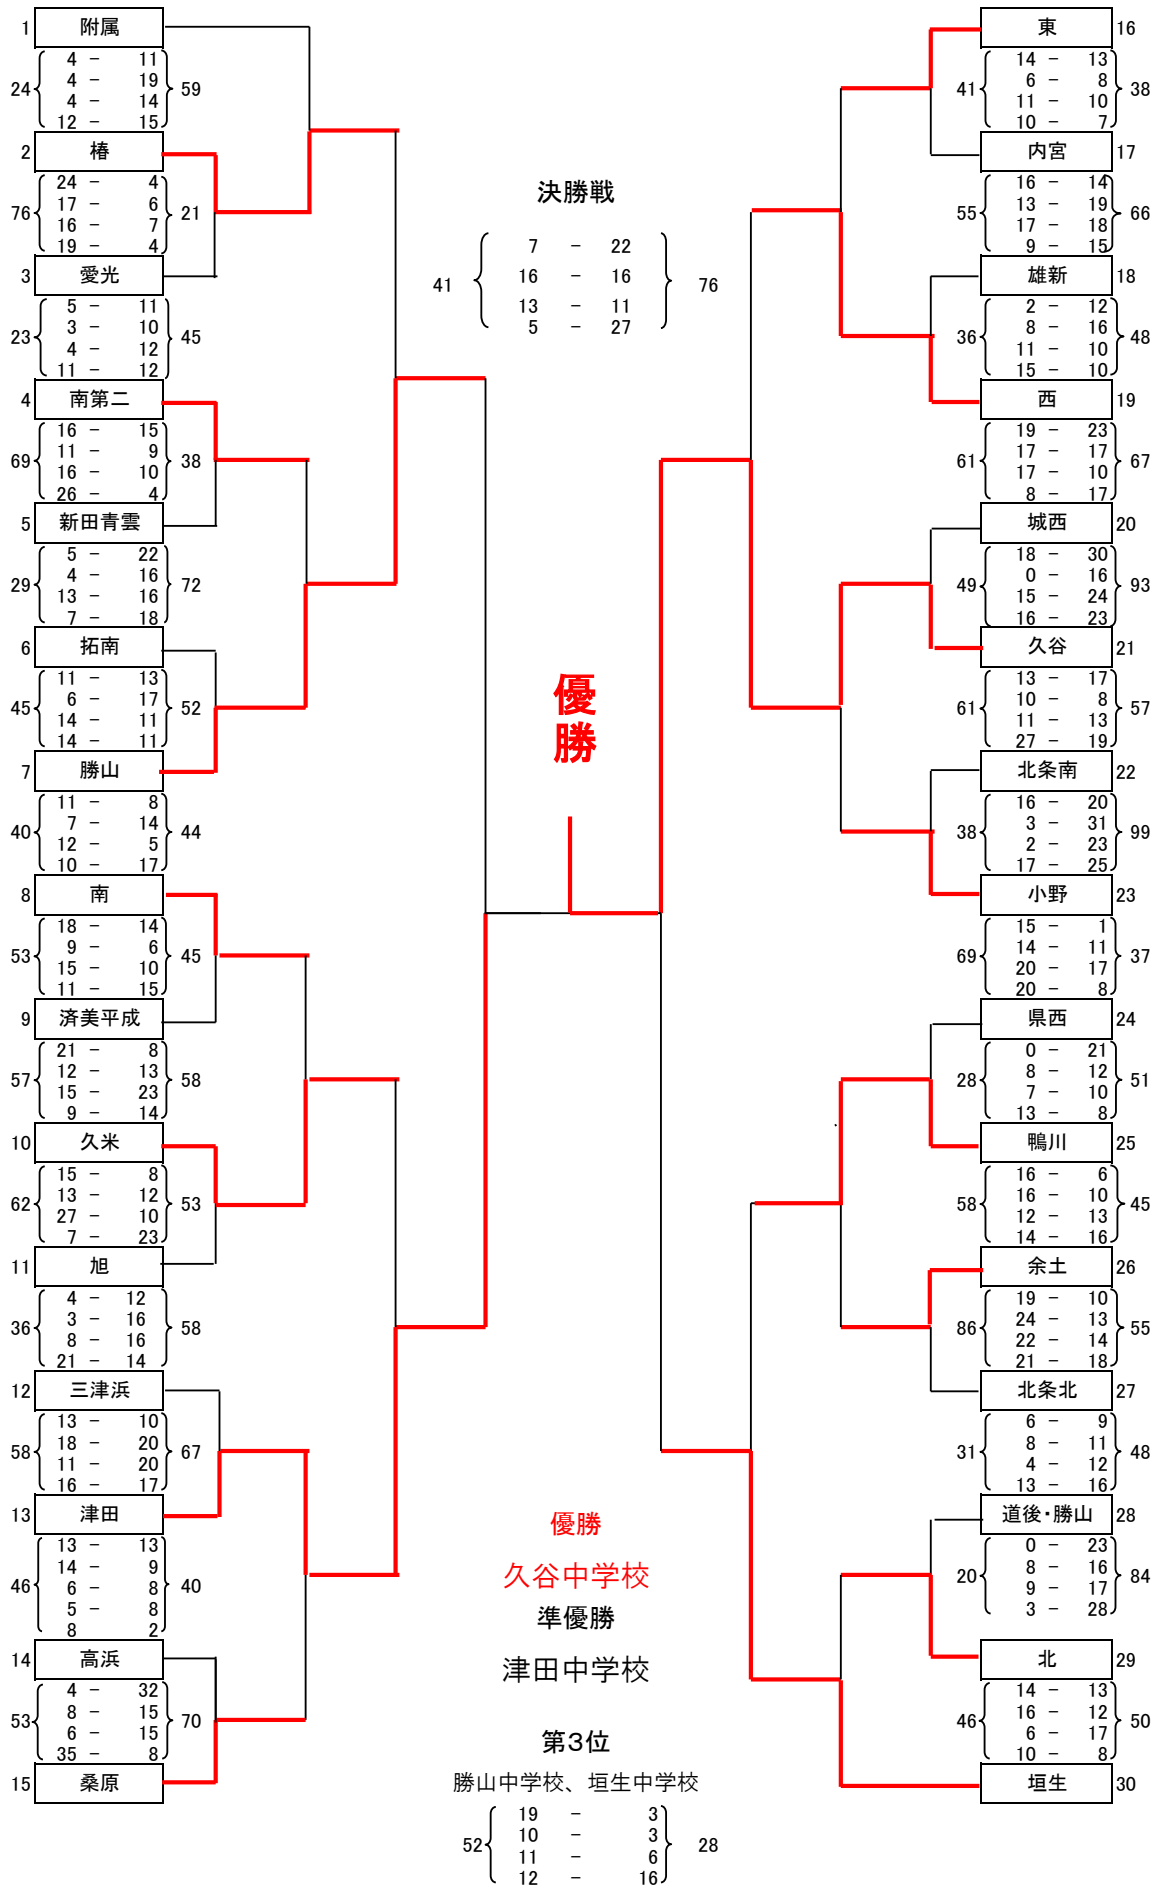 1 附属
4 － 11
4 － 19
24 59
4 － 14
12 － 15
2 椿
24 － 4
17 － 6
76 21
16 － 7
19 － 4
3 愛光
5 － 11
3 － 10
23 45
4 － 12
11 － 12
4 南第二
16 － 15
11 － 9
69 38
16 － 10
26 － 4
5 新田青雲
5 － 22
4 － 16
29 72
13 － 16
7 － 18
6 拓南
11 － 13
6 － 17
45 52
14 － 11
14 － 11
7 勝山
11 － 8
7 － 14
40 44
12 － 5
10 － 17
8 南
18 － 14
9 － 6
53 45
15 － 10
11 － 15
9 済美平成
21 － 8
12 － 13
57 58
15 － 23
9 － 14
10 久米
15 － 8
13 － 12
62 53
27 － 10
7 － 23
11 旭
4 － 12
3 － 16
36 58
8 － 16
21 － 14
12 三津浜
13 － 10
18 － 20
58 67
11 － 20
16 － 17
13 津田
13 － 13
14 － 9
46 6 － 8 40
5 － 8
8 2
14 高浜
4 － 32
8 － 15
53 70
6 － 15
35 － 8
15 桑原
決勝戦
7 － 22
16 － 16
41 76
13 － 11
5 － 27
優
勝
優勝
久谷中学校
準優勝
津田中学校
第3位
勝山中学校、垣生中学校
19 － 3
10 － 3
52 28
11 － 6
12 － 16
東 16
14 － 13
6 － 8
41 38
11 － 10
10 － 7
内宮 17
16 － 14
13 － 19
55 66
17 － 18
9 － 15
雄新 18
2 － 12
8 － 16
36 48
11 － 10
15 － 10
西 19
19 － 23
17 － 17
61 67
17 － 10
8 － 17
城西 20
18 － 30
0 － 16
49 93
15 － 24
16 － 23
久谷 21
13 － 17
10 － 8
61 57
11 － 13
27 － 19
北条南 22
16 － 20
3 － 31
38 99
2 － 23
17 － 25
小野 23
15 － 1
14 － 11
69 37
20 － 17
20 － 8
県西 24
0 － 21
8 － 12
28 51
7 － 10
13 － 8
鴨川 25
16 － 6
16 － 10
58 45
12 － 13
14 － 16
余土 26
19 － 10
24 － 13
86 55
22 － 14
21 － 18
北条北 27
6 － 9
8 － 11
31 48
4 － 12
13 － 16
道後・勝山 28
0 － 23
8 － 16
20 84
9 － 17
3 － 28
北 29
14 － 13
16 － 12
46 50
6 － 17
10 － 8
垣生 30